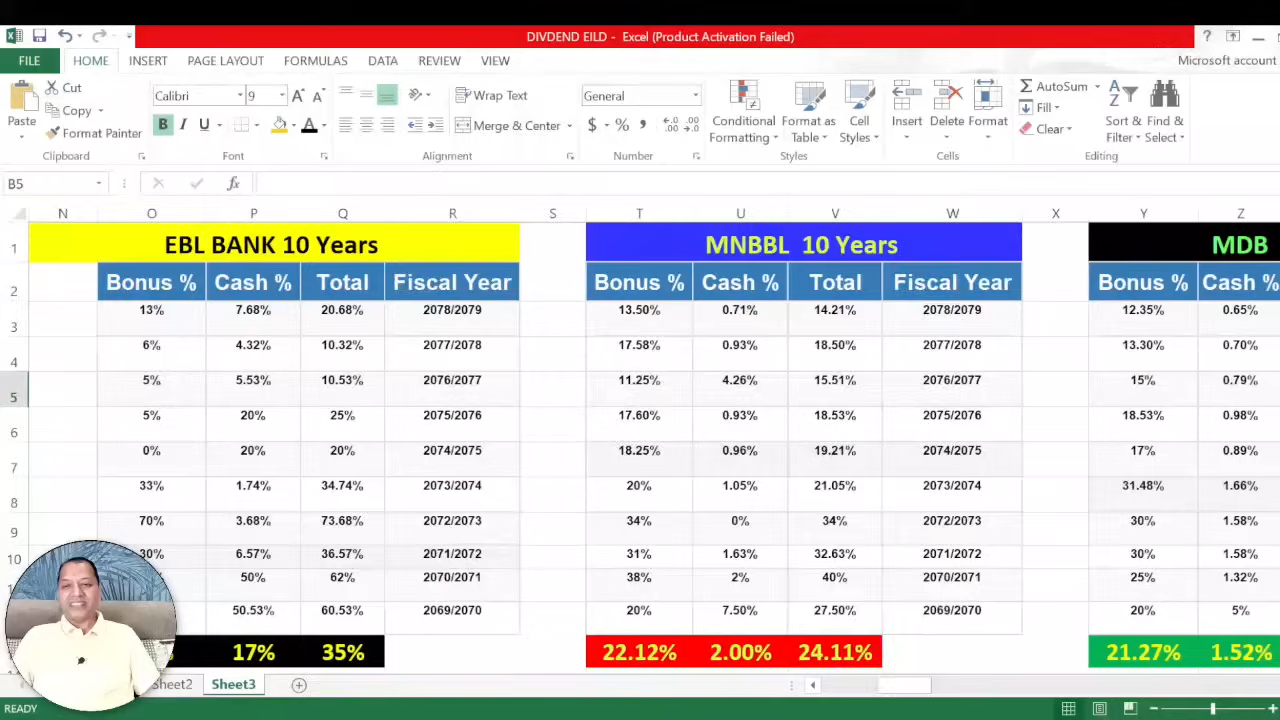 DIVDEND EILD - Excel (Product Activation Failed)
FILE HOME INSERT PAGE LAYOUT FORMULAS DATA REVIEW VIEW Microsoft account
Cut
Copy
Format Painter
Paste
Clipboard
Calibri 9
B I U
Font
Wrap Text
Merge & Center
Alignment
General
$ % ,
Number
Conditional Formatting
Format as Table
Cell Styles
Styles
Insert Delete Format
Cells
AutoSum
Fill
Clear
Sort & Filter
Find & Select
Editing
B5 fx
N O P Q R S T U V W X Y Z
1 EBL BANK 10 Years MNBBL 10 Years MDB
2 Bonus % Cash % Total Fiscal Year Bonus % Cash % Total Fiscal Year Bonus % Cash %
3 13% 7.68% 20.68% 2078/2079 13.50% 0.71% 14.21% 2078/2079 12.35% 0.65%
4 6% 4.32% 10.32% 2077/2078 17.58% 0.93% 18.50% 2077/2078 13.30% 0.70%
5 5% 5.53% 10.53% 2076/2077 11.25% 4.26% 15.51% 2076/2077 15% 0.79%
6 5% 20% 25% 2075/2076 17.60% 0.93% 18.53% 2075/2076 18.53% 0.98%
7 0% 20% 20% 2074/2075 18.25% 0.96% 19.21% 2074/2075 17% 0.89%
8 33% 1.74% 34.74% 2073/2074 20% 1.05% 21.05% 2073/2074 31.48% 1.66%
9 70% 3.68% 73.68% 2072/2073 34% 0% 34% 2072/2073 30% 1.58%
10 30% 6.57% 36.57% 2071/2072 31% 1.63% 32.63% 2071/2072 30% 1.58%
50% 62% 2070/2071 38% 2% 40% 2070/2071 25% 1.32%
50.53% 60.53% 2069/2070 20% 7.50% 27.50% 2069/2070 20% 5%
17% 35% 22.12% 2.00% 24.11% 21.27% 1.52%
Sheet2 Sheet3
READY